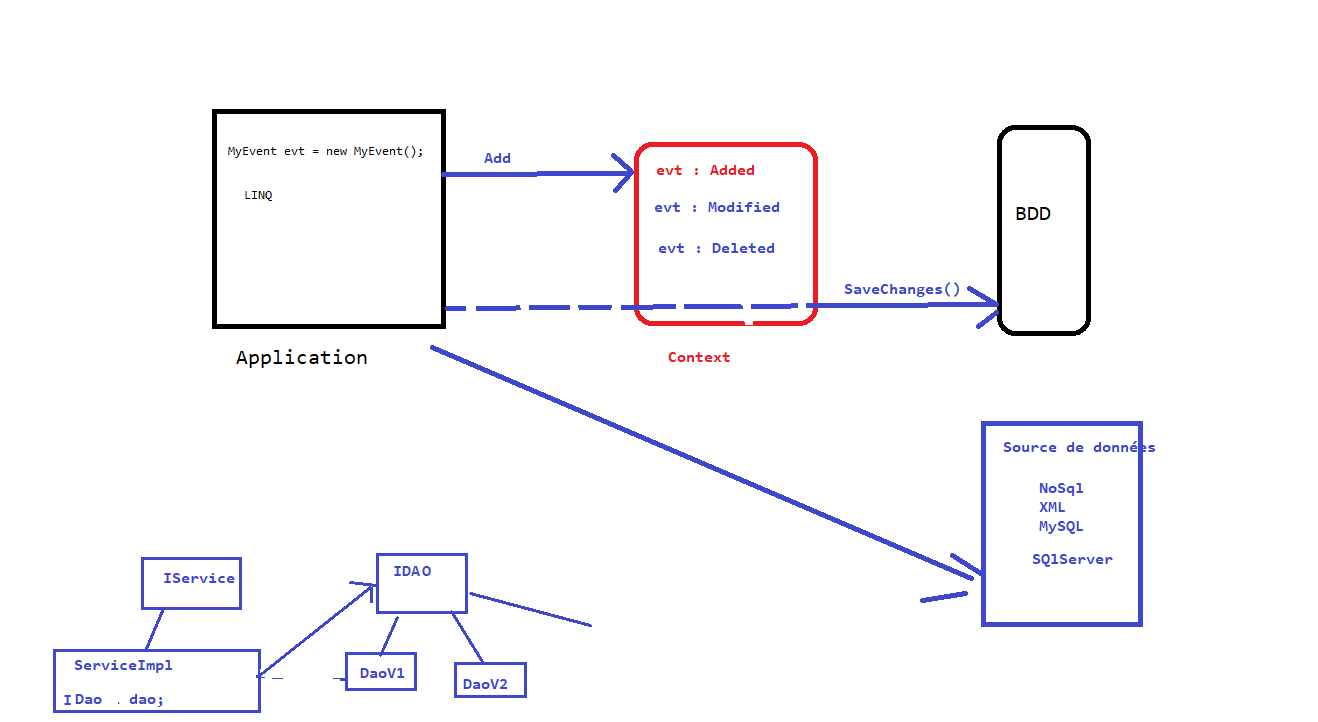 MyEvent evt = new MyEvent();
LINQ
Application
Add
evt : Added
evt : Modified
evt : Deleted
Context
SaveChanges()
BDD
Source de données
NoSql
XML
MySQL
SQlServer
IService
ServiceImpl
IDao . dao;
IDAO
DaoV1
DaoV2